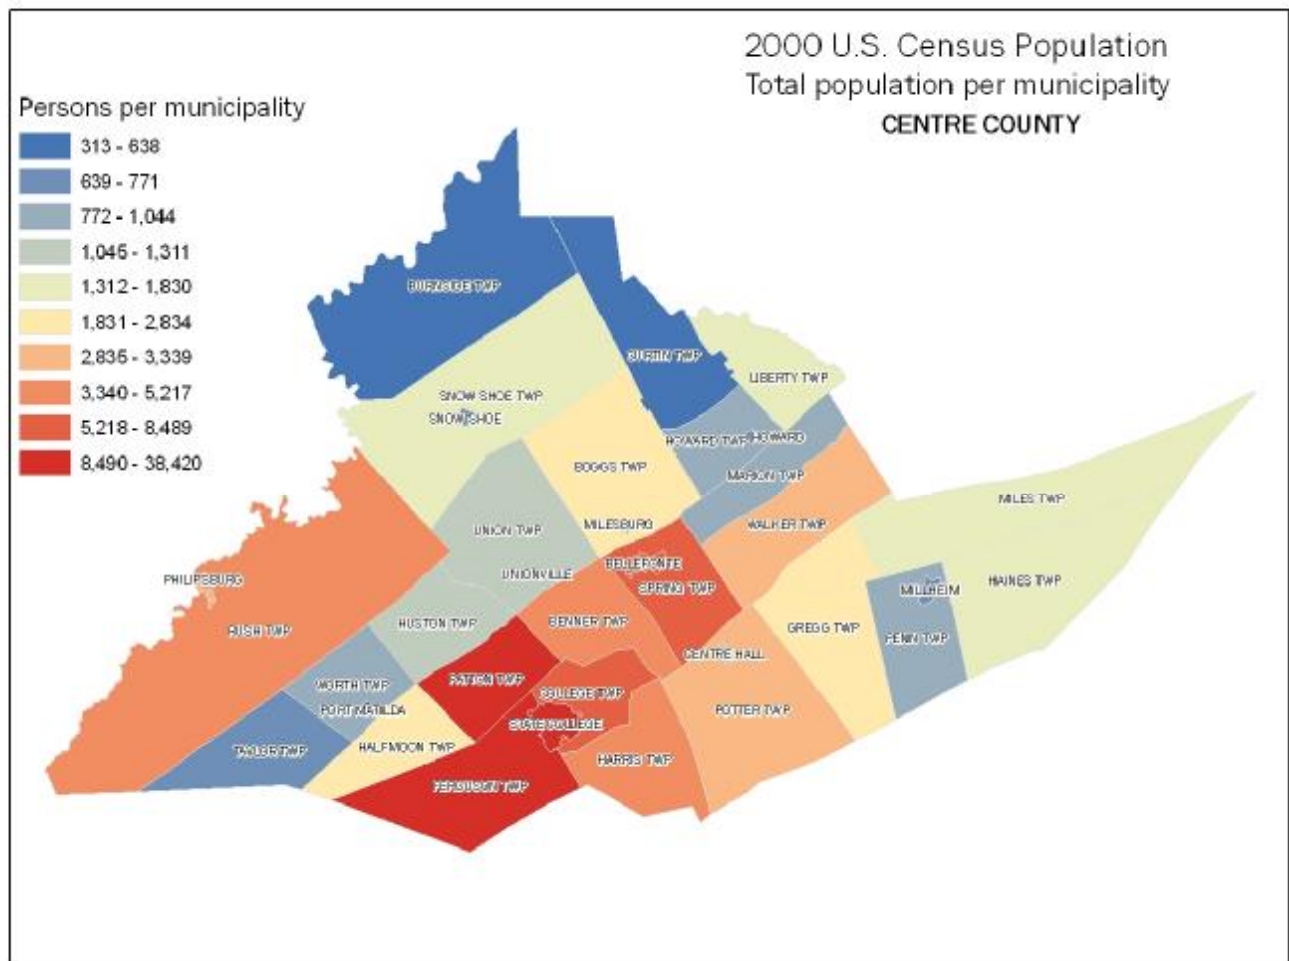 2000 U.S. Census Population
Total population per municipality
CENTRE COUNTY
Persons per municipality
313 - 638
639 - 771
772 - 1,044
1,045 - 1,311
1,312 - 1,830
1,831 - 2,834
2,835 - 3,339
3,340 - 5,217
5,218 - 8,489
8,490 - 38,420
BURNSIDE TWP
CURTIN TWP
LIBERTY TWP
SNOW SHOE TWP
SNOW SHOE
HOWARD TWP
HOWARD
BOGGS TWP
MARION TWP
MILES TWP
UNION TWP
MILESBURG
WALKER TWP
BELLEFONTE
UNIONVILLE
SPRING TWP
PHILIPSBURG
HAINES TWP
MILLHEIM
RUSH TWP
HUSTON TWP
BENNER TWP
GREGG TWP
PENN TWP
CENTRE HALL
WORTH TWP
PATTON TWP
COLLEGE TWP
PORT MATILDA
POTTER TWP
STATE COLLEGE
TAYLOR TWP
HALFMOON TWP
HARRIS TWP
FERGUSON TWP